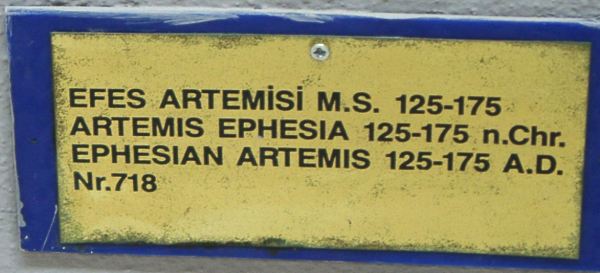 EFES ARTEMİSİ M.S. 125-175
ARTEMIS EPHESIA 125-175 n.Chr.
EPHESIAN ARTEMIS 125-175 A.D.
Nr.718